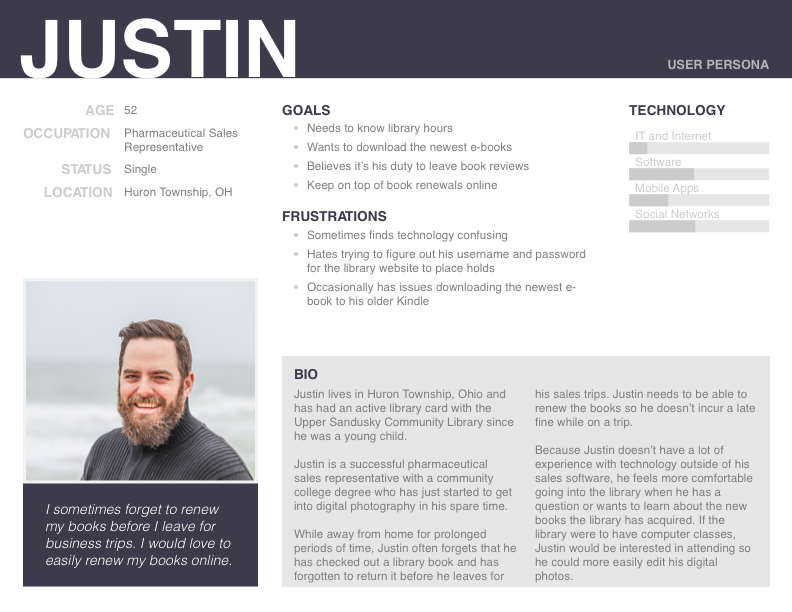 JUSTIN
USER PERSONA
AGE 52
OCCUPATION Pharmaceutical Sales
Representative
STATUS Single
LOCATION Huron Township, OH
I sometimes forget to renew
my books before I leave for
business trips. I would love to
easily renew my books online.
GOALS
• Needs to know library hours
• Wants to download the newest e-books
• Believes it's his duty to leave book reviews
• Keep on top of book renewals online
FRUSTRATIONS
• Sometimes finds technology confusing
• Hates trying to figure out his username and password
for the library website to place holds
• Occasionally has issues downloading the newest e-
book to his older Kindle
TECHNOLOGY
IT and Internet
Software
Mobile Apps
Social Networks
BIO
Justin lives in Huron Township, Ohio and
has had an active library card with the
Upper Sandusky Community Library since
he was a young child.
Justin is a successful pharmaceutical
sales representative with a community
college degree who has just started to get
into digital photography in his spare time.
While away from home for prolonged
periods of time, Justin often forgets that he
has checked out a library book and has
forgotten to return it before he leaves for
his sales trips. Justin needs to be able to
renew the books so he doesn't incur a late
fine while on a trip.
Because Justin doesn't have a lot of
experience with technology outside of his
sales software, he feels more comfortable
going into the library when he has a
question or wants to learn about the new
books the library has acquired. If the
library were to have computer classes,
Justin would be interested in attending so
he could more easily edit his digital
photos.